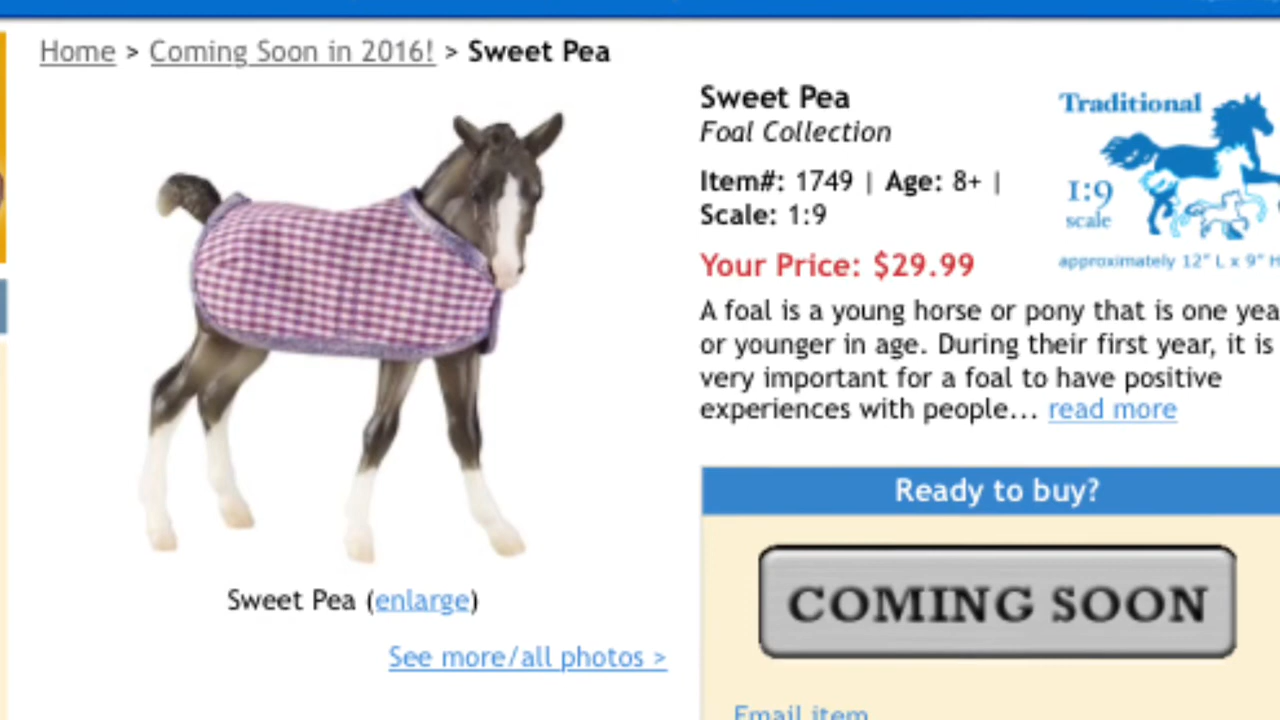 Home > Coming Soon in 2016! > Sweet Pea
Sweet Pea
Foal Collection
Item#: 1749 | Age: 8+ |
Scale: 1:9
Your Price: $29.99
Traditional
1:9
scale
approximately 12" L x 9" H
A foal is a young horse or pony that is one yea
or younger in age. During their first year, it is
very important for a foal to have positive
experiences with people... read more
Ready to buy?
COMING SOON
Email item
Sweet Pea (enlarge)
See more/all photos >